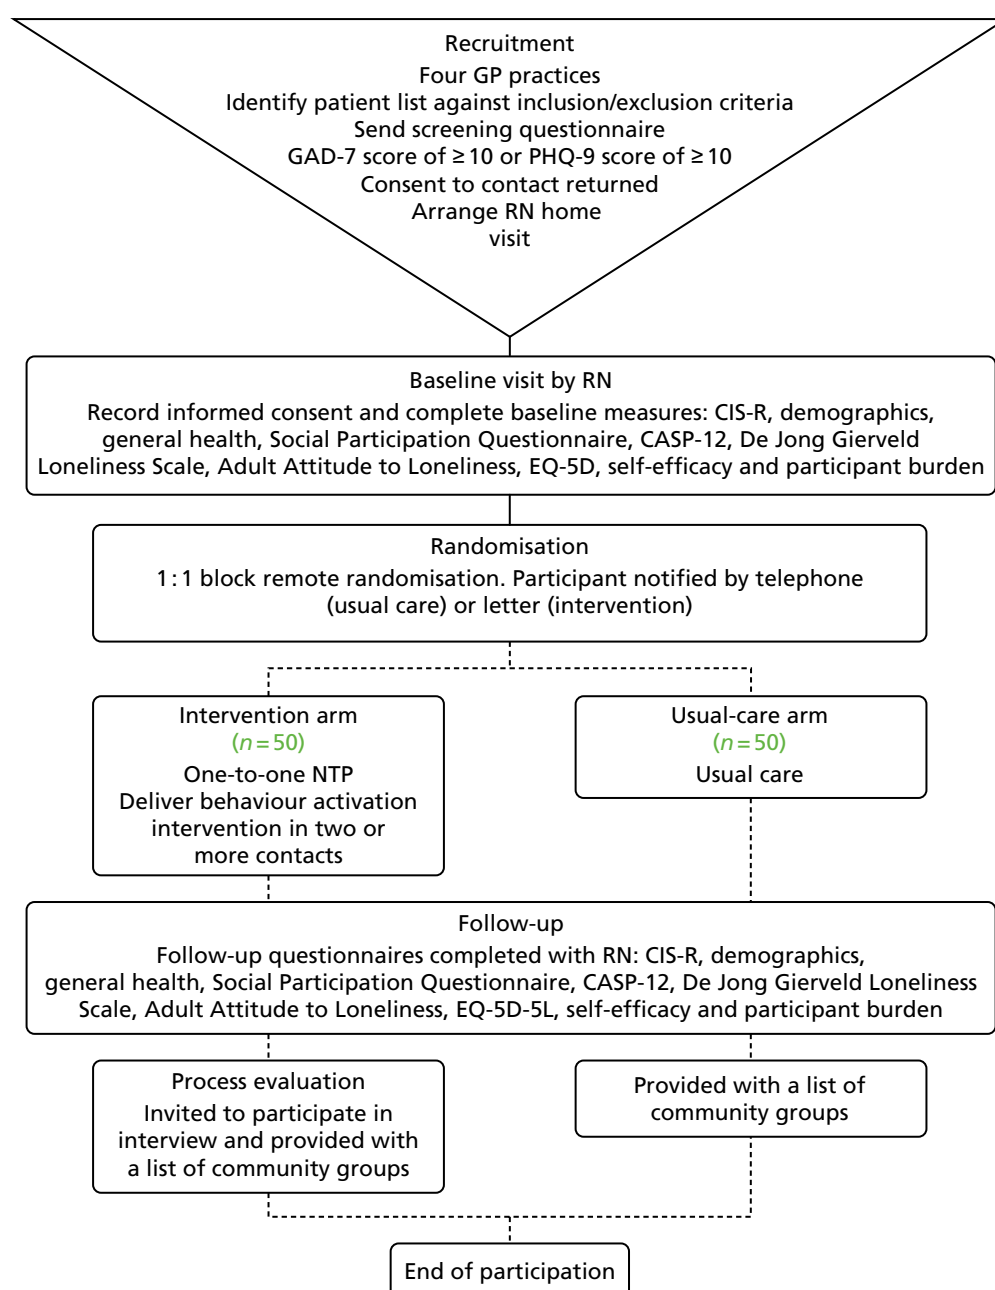 Recruitment
Four GP practices
Identify patient list against inclusion/exclusion criteria
Send screening questionnaire
GAD-7 score of ≥ 10 or PHQ-9 score of ≥ 10
Consent to contact returned
Arrange RN home
visit
Baseline visit by RN
Record informed consent and complete baseline measures: CIS-R, demographics,
general health, Social Participation Questionnaire, CASP-12, De Jong Gierveld
Loneliness Scale, Adult Attitude to Loneliness, EQ-5D, self-efficacy and participant burden
Randomisation
1 : 1 block remote randomisation. Participant notified by telephone
(usual care) or letter (intervention)
Intervention arm
(n = 50)
One-to-one NTP
Deliver behaviour activation
intervention in two or
more contacts
Usual-care arm
(n = 50)
Usual care
Follow-up
Follow-up questionnaires completed with RN: CIS-R, demographics,
general health, Social Participation Questionnaire, CASP-12, De Jong Gierveld Loneliness
Scale, Adult Attitude to Loneliness, EQ-5D-5L, self-efficacy and participant burden
Process evaluation
Invited to participate in
interview and provided with
a list of community groups
Provided with a list of
community groups
End of participation